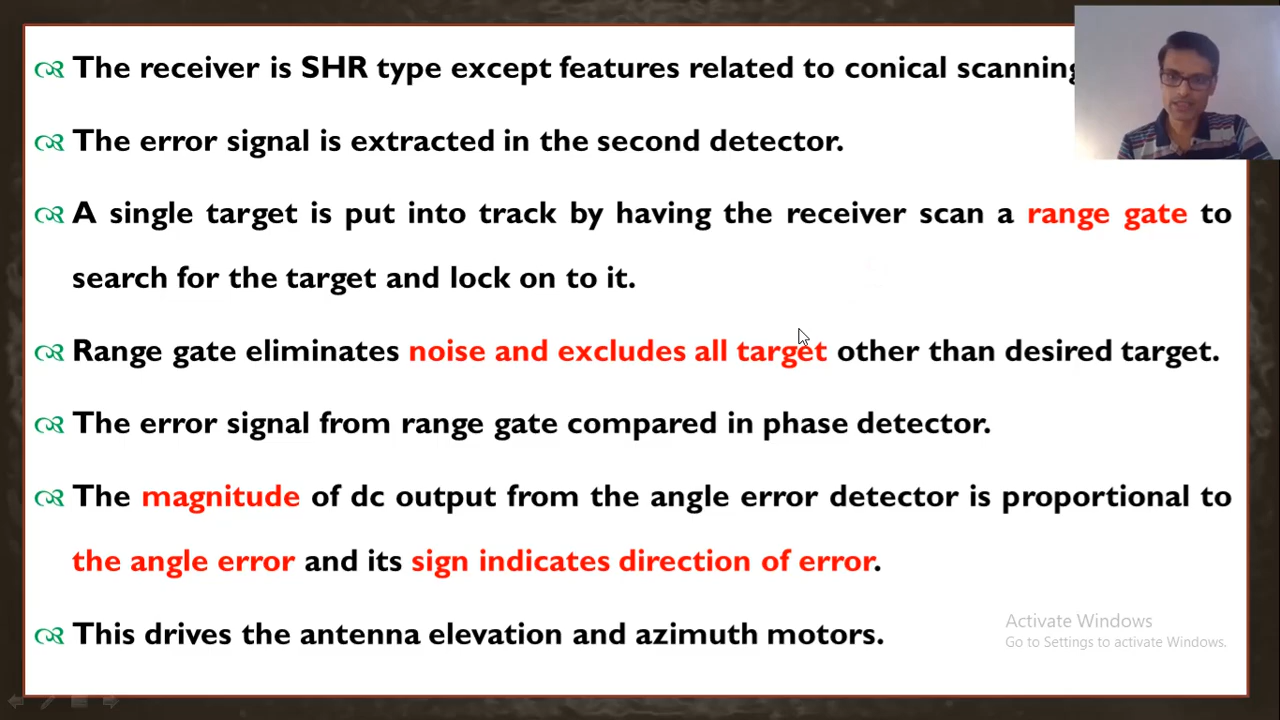 The receiver is SHR type except features related to conical scanning
The error signal is extracted in the second detector.
A single target is put into track by having the receiver scan a range gate to
search for the target and lock on to it.
Range gate eliminates noise and excludes all target other than desired target.
The error signal from range gate compared in phase detector.
The magnitude of dc output from the angle error detector is proportional to
the angle error and its sign indicates direction of error.
This drives the antenna elevation and azimuth motors.
Activate Windows
Go to Settings to activate Windows.